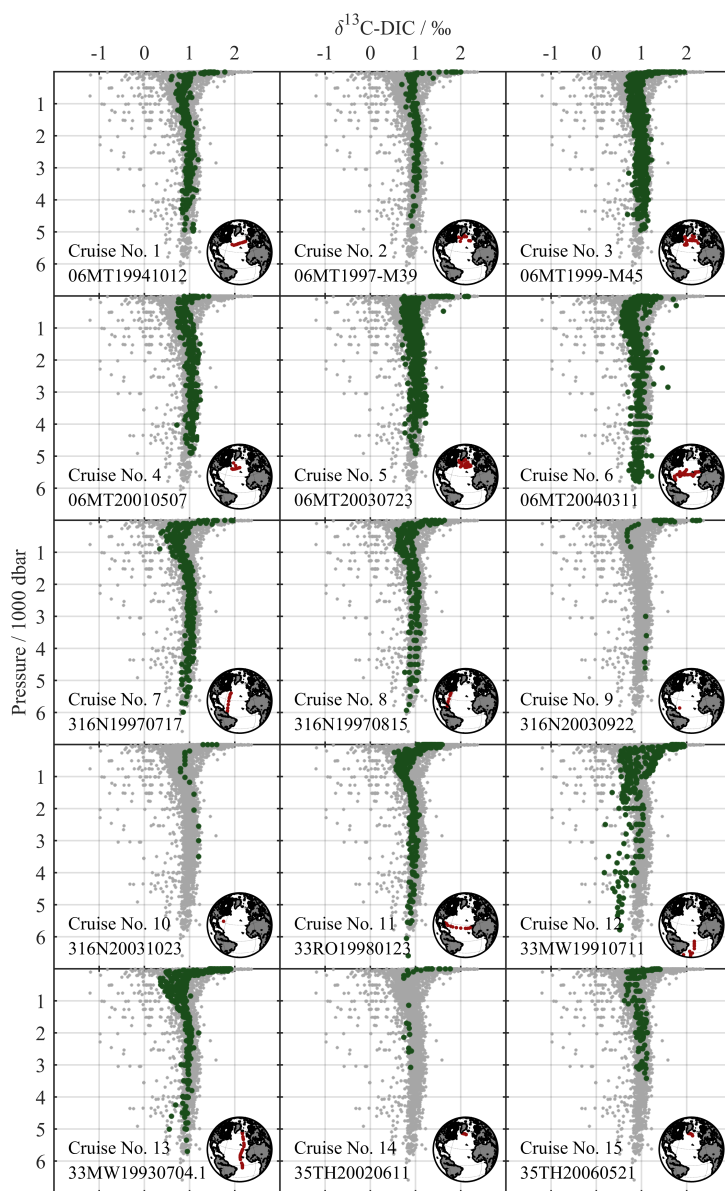 δ¹³C-DIC / ‰
-1 0 1 2 -1 0 1 2 -1 0 1 2
Pressure / 1000 dbar
1
2
3
4
5
6
Cruise No. 1
06MT19941012
Cruise No. 2
06MT1997-M39
Cruise No. 3
06MT1999-M45
1
2
3
4
5
6
Cruise No. 4
06MT20010507
Cruise No. 5
06MT20030723
Cruise No. 6
06MT20040311
1
2
3
4
5
6
Cruise No. 7
316N19970717
Cruise No. 8
316N19970815
Cruise No. 9
316N20030922
1
2
3
4
5
6
Cruise No. 10
316N20031023
Cruise No. 11
33RO19980123
Cruise No. 12
33MW19910711
1
2
3
4
5
6
Cruise No. 13
33MW19930704.1
Cruise No. 14
35TH20020611
Cruise No. 15
35TH20060521